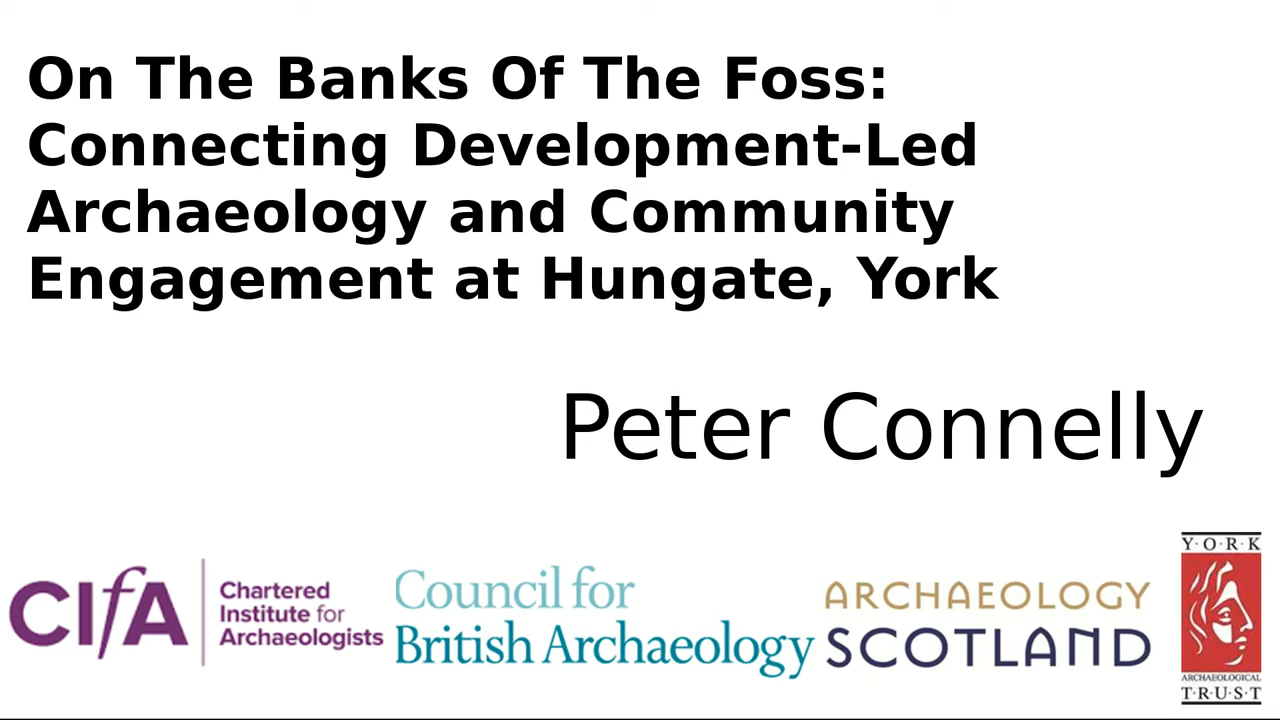 On The Banks Of The Foss:
Connecting Development-Led
Archaeology and Community
Engagement at Hungate, York
Peter Connelly
CIfA
Chartered
Institute for
Archaeologists
Council for
British Archaeology
ARCHAEOLOGY
SCOTLAND
Y·O·R·K
ARCHAEOLOGICAL
T·R·U·S·T